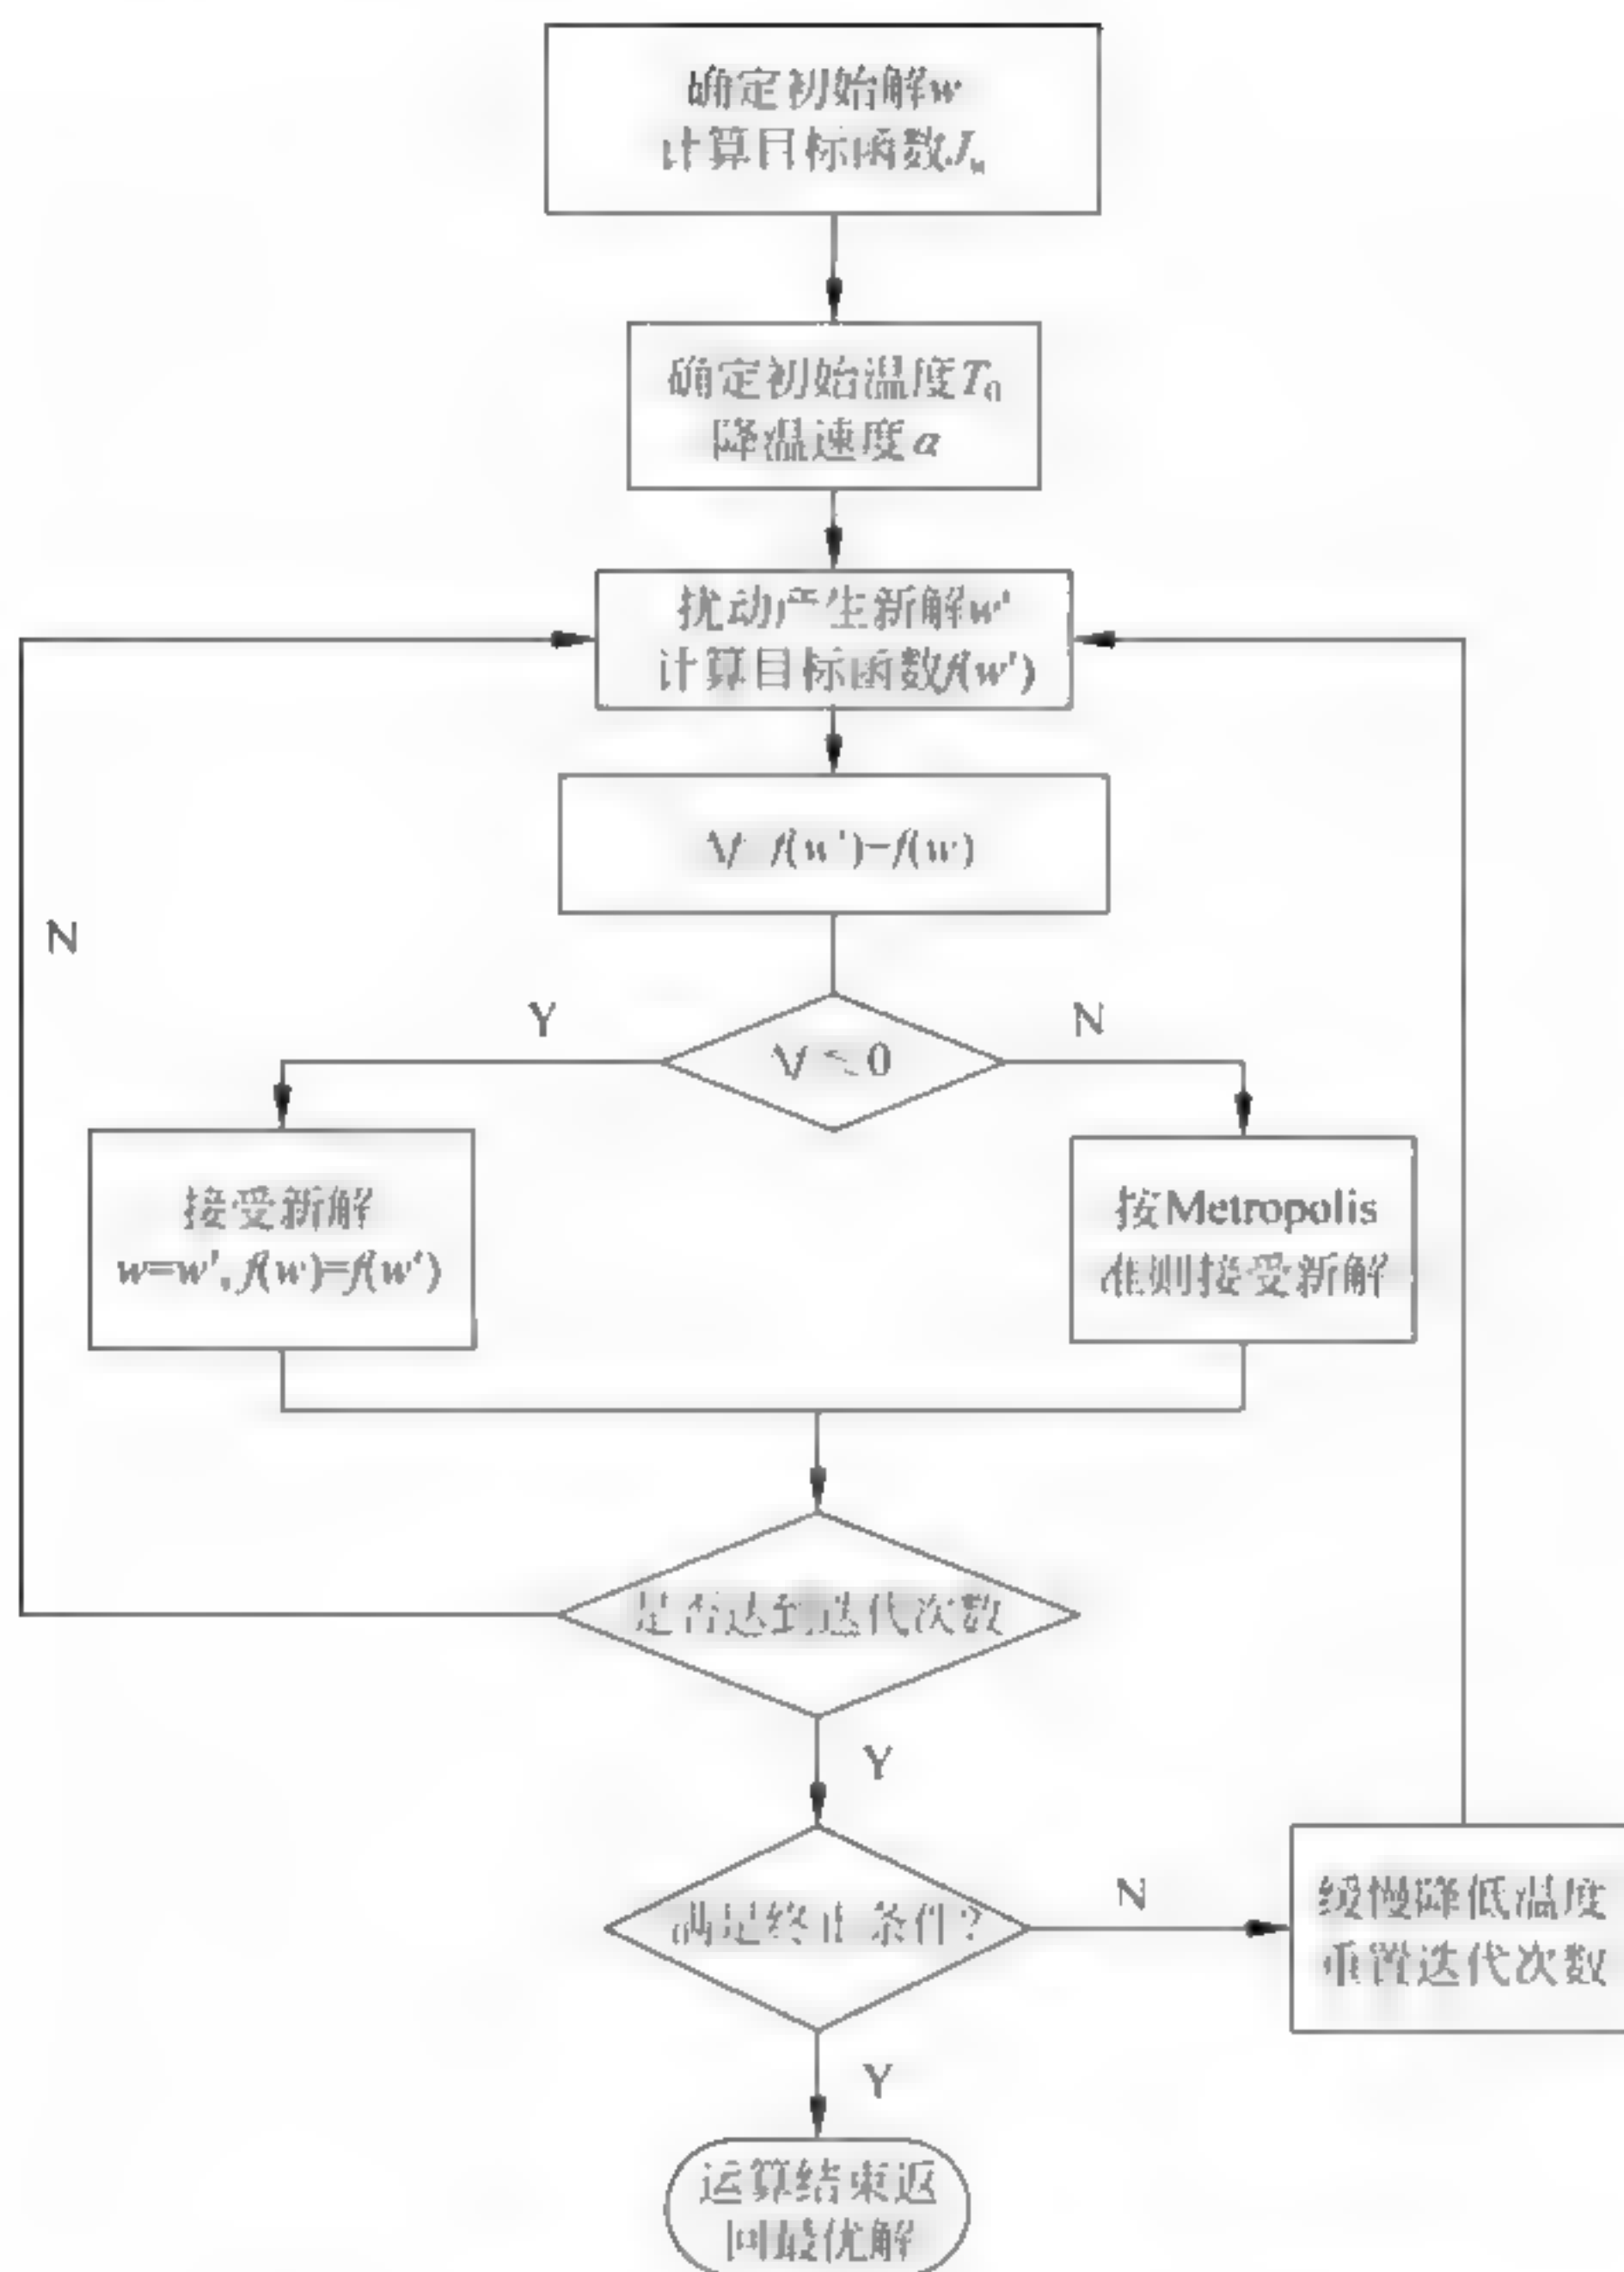 确定初始解w
计算目标函数
确定初始温度T₀
降温速度α
扰动产生新解w'
计算目标函数f(w')
f(w')-f(w)
N
Y
N
0
接受新解
w=w', f(w)=f(w')
按Metropolis
准则接受新解
是否达到迭代次数
Y
满足终止条件?
N
缓慢降低温度
重置迭代次数
Y
运算结束返
回最优解